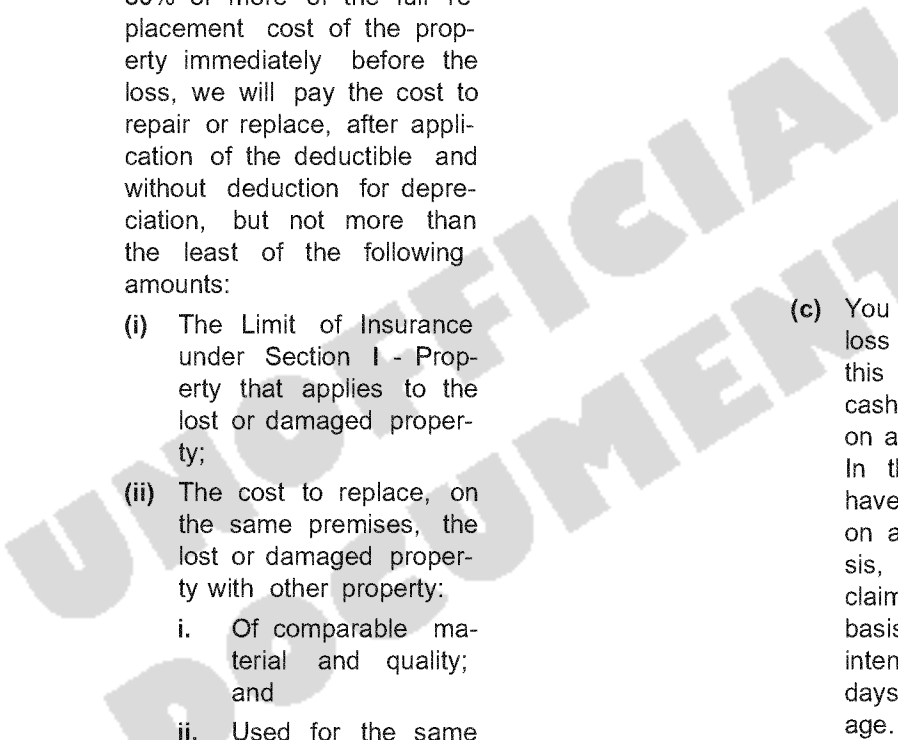 80% or more of the full re-
placement cost of the prop-
erty immediately before the
loss, we will pay the cost to
repair or replace, after appli-
cation of the deductible and
without deduction for depre-
ciation, but not more than
the least of the following
amounts:
(i) The Limit of Insurance
under Section I - Prop-
erty that applies to the
lost or damaged proper-
ty;
(ii) The cost to replace, on
the same premises, the
lost or damaged proper-
ty with other property:
i. Of comparable ma-
terial and quality;
and
ii. Used for the same
(c) You
loss
this
cash
on a
In
have
on a
sis,
claim
basis
inten
days
age.
UNOFFICIAL
DOCUMENT